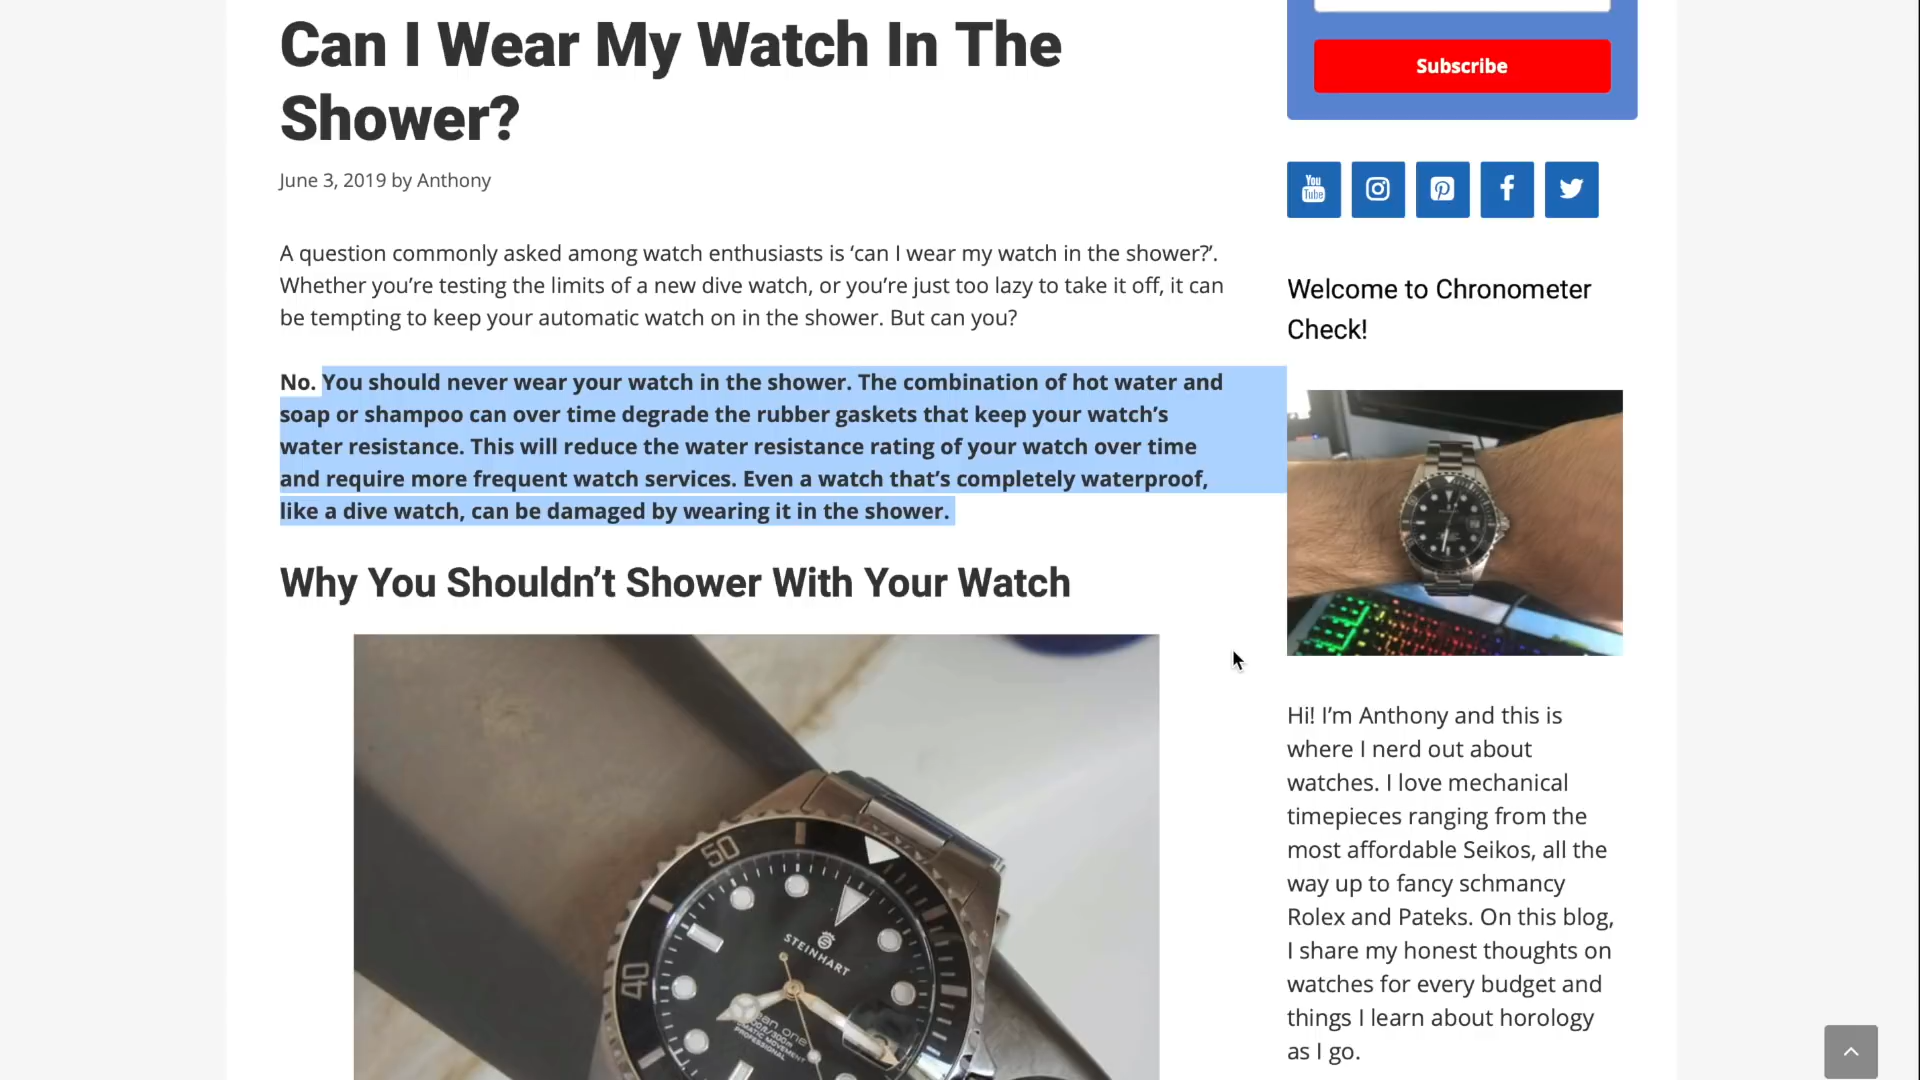 Can I Wear My Watch In The
Shower?
June 3, 2019 by Anthony
A question commonly asked among watch enthusiasts is ‘can I wear my watch in the shower?’.
Whether you’re testing the limits of a new dive watch, or you’re just too lazy to take it off, it can
be tempting to keep your automatic watch on in the shower. But can you?
No. You should never wear your watch in the shower. The combination of hot water and
soap or shampoo can over time degrade the rubber gaskets that keep your watch’s
water resistance. This will reduce the water resistance rating of your watch over time
and require more frequent watch services. Even a watch that’s completely waterproof,
like a dive watch, can be damaged by wearing it in the shower.
Why You Shouldn’t Shower With Your Watch
50
40
STEINHART
PROFESSIONAL
Subscribe
You
Tube
Welcome to Chronometer
Check!
Hi! I’m Anthony and this is
where I nerd out about
watches. I love mechanical
timepieces ranging from the
most affordable Seikos, all the
way up to fancy schmancy
Rolex and Pateks. On this blog,
I share my honest thoughts on
watches for every budget and
things I learn about horology
as I go.